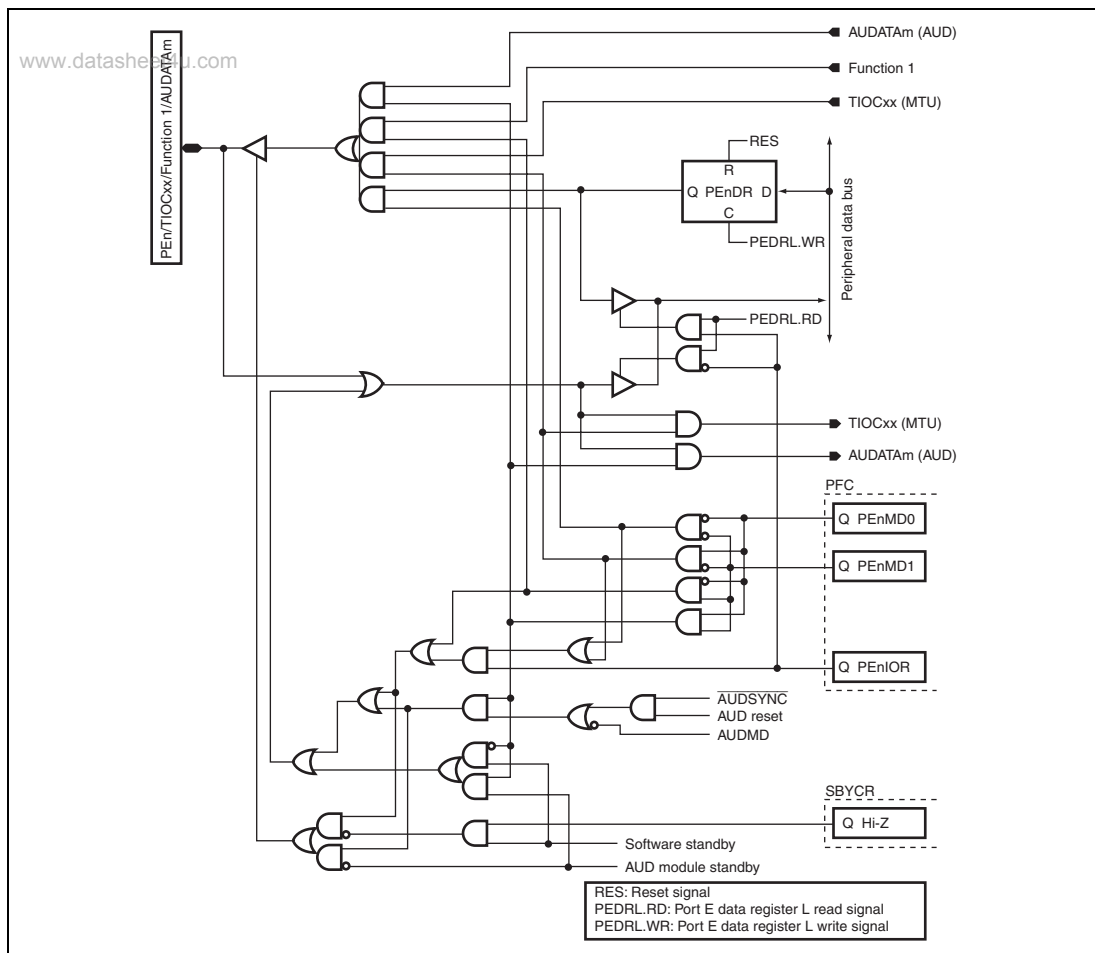 www.datasheet4u.com
PEn/TIOCxx/Function 1/AUDATAm
AUDATAm (AUD)
Function 1
TIOCxx (MTU)
RES
R
Q PEnDR D
C
PEDRL.WR
Peripheral data bus
PEDRL.RD
TIOCxx (MTU)
AUDATAm (AUD)
PFC
Q PEnMD0
Q PEnMD1
Q PEnIOR
AUDSYNC
AUD reset
AUDMD
SBYCR
Q Hi-Z
Software standby
AUD module standby
RES: Reset signal
PEDRL.RD: Port E data register L read signal
PEDRL.WR: Port E data register L write signal